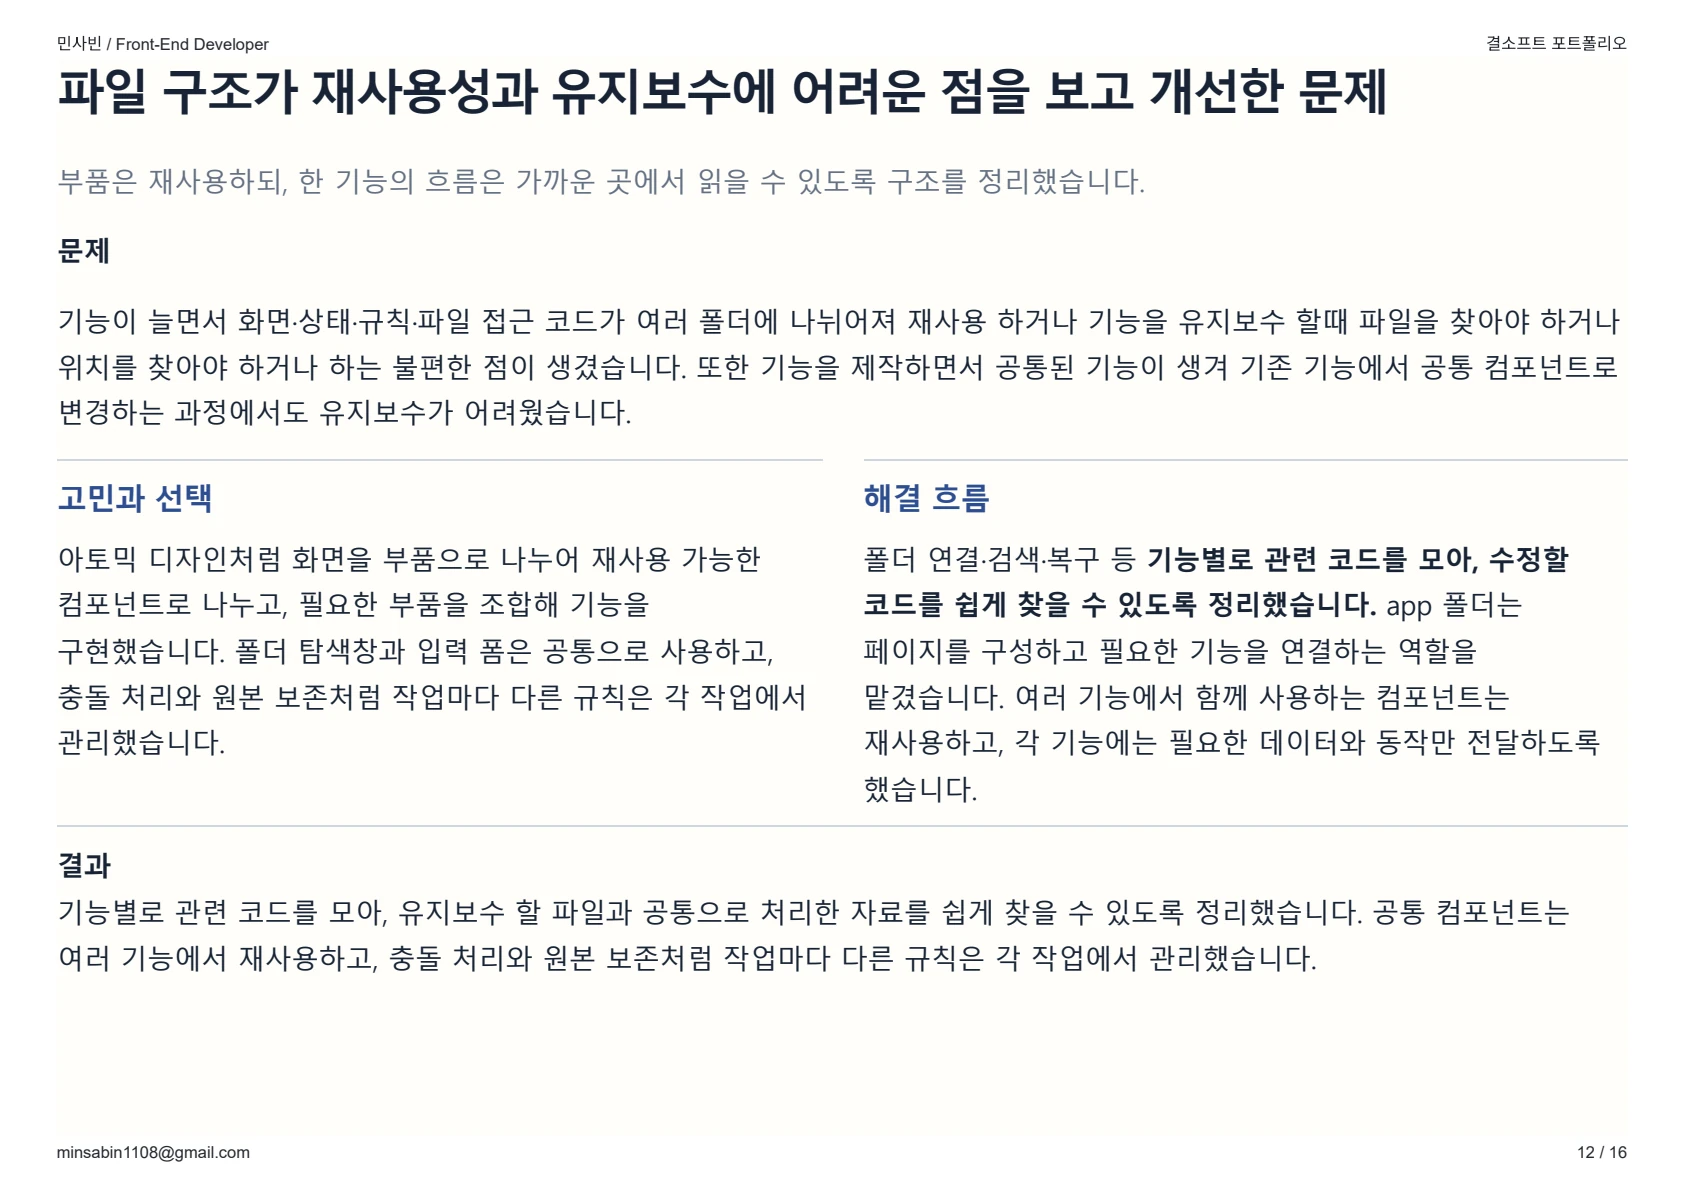 민사빈 / Front-End Developer
결소프트 포트폴리오
파일 구조가 재사용성과 유지보수에 어려운 점을 보고 개선한 문제
부품은 재사용하되, 한 기능의 흐름은 가까운 곳에서 읽을 수 있도록 구조를 정리했습니다.
문제
기능이 늘면서 화면·상태·규칙·파일 접근 코드가 여러 폴더에 나뉘어져 재사용 하거나 기능을 유지보수 할때 파일을 찾아야 하거나
위치를 찾아야 하거나 하는 불편한 점이 생겼습니다. 또한 기능을 제작하면서 공통된 기능이 생겨 기존 기능에서 공통 컴포넌트로
변경하는 과정에서도 유지보수가 어려웠습니다.
고민과 선택
아토믹 디자인처럼 화면을 부품으로 나누어 재사용 가능한
컴포넌트로 나누고, 필요한 부품을 조합해 기능을
구현했습니다. 폴더 탐색창과 입력 폼은 공통으로 사용하고,
충돌 처리와 원본 보존처럼 작업마다 다른 규칙은 각 작업에서
관리했습니다.
해결 흐름
폴더 연결·검색·복구 등 기능별로 관련 코드를 모아, 수정할
코드를 쉽게 찾을 수 있도록 정리했습니다. app 폴더는
페이지를 구성하고 필요한 기능을 연결하는 역할을
맡겼습니다. 여러 기능에서 함께 사용하는 컴포넌트는
재사용하고, 각 기능에는 필요한 데이터와 동작만 전달하도록
했습니다.
결과
기능별로 관련 코드를 모아, 유지보수 할 파일과 공통으로 처리한 자료를 쉽게 찾을 수 있도록 정리했습니다. 공통 컴포넌트는
여러 기능에서 재사용하고, 충돌 처리와 원본 보존처럼 작업마다 다른 규칙은 각 작업에서 관리했습니다.
minsabin1108@gmail.com
12 / 16